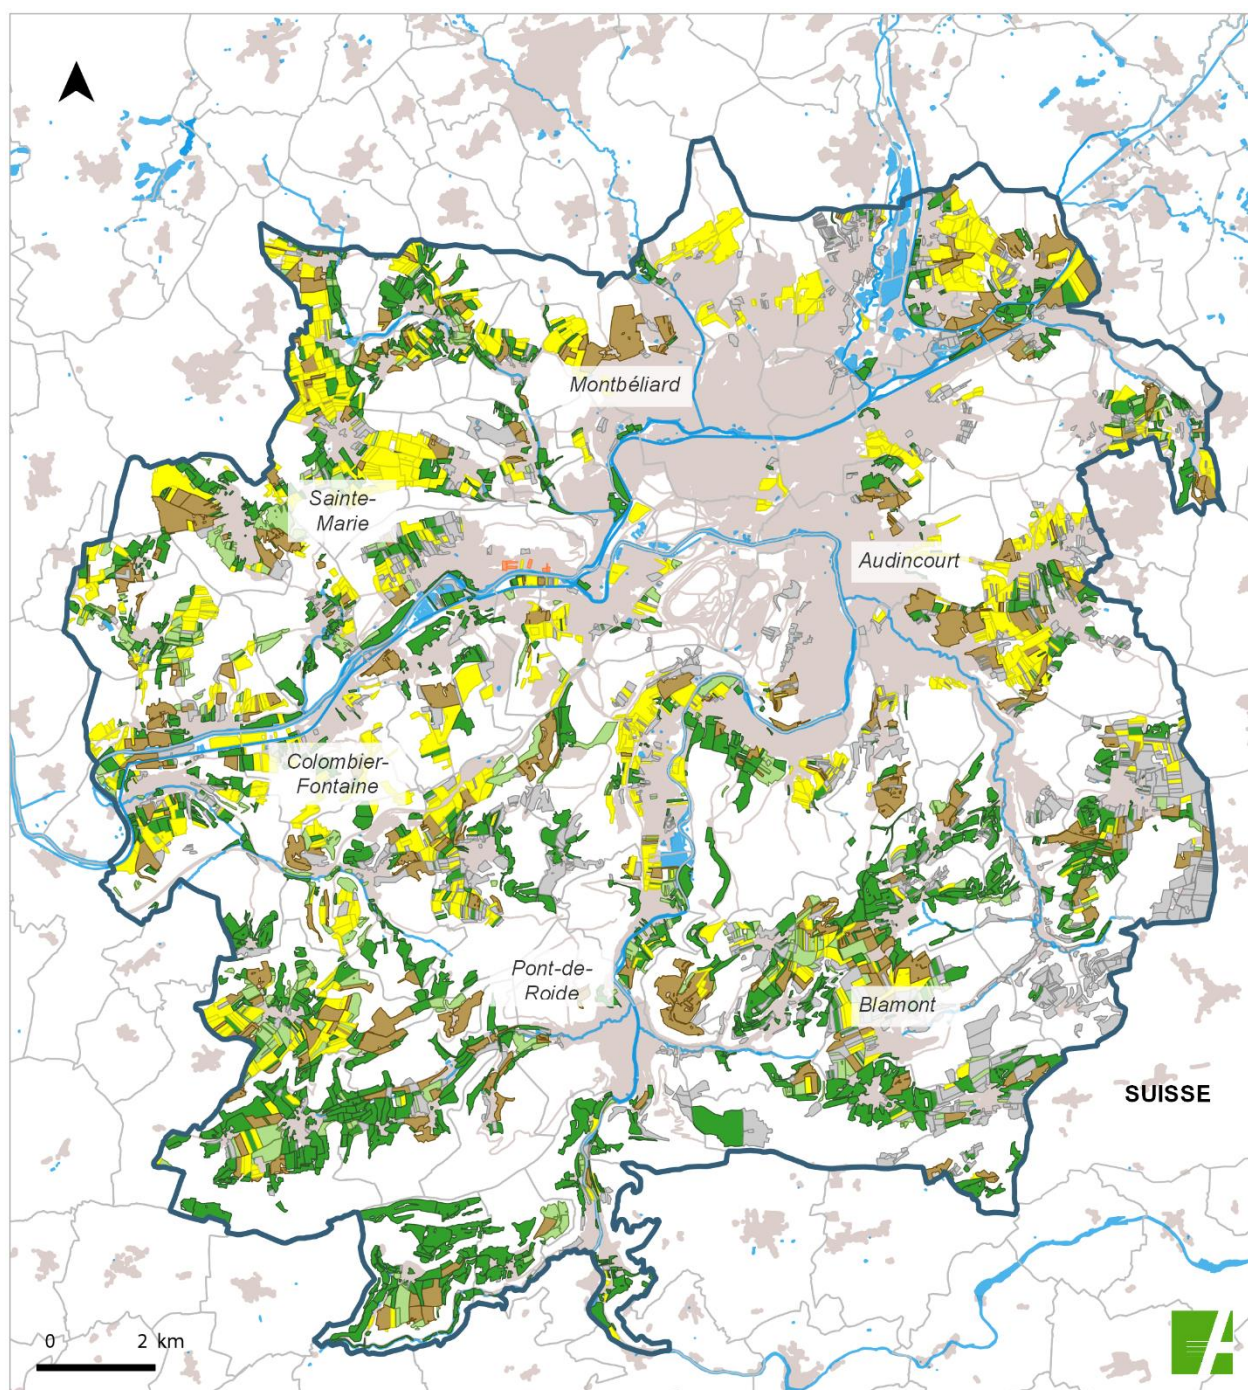 Montbéliard
Sainte-
Marie
Audincourt
Colombier-
Fontaine
Pont-de-
Roide
Blamont
SUISSE
0 2 km